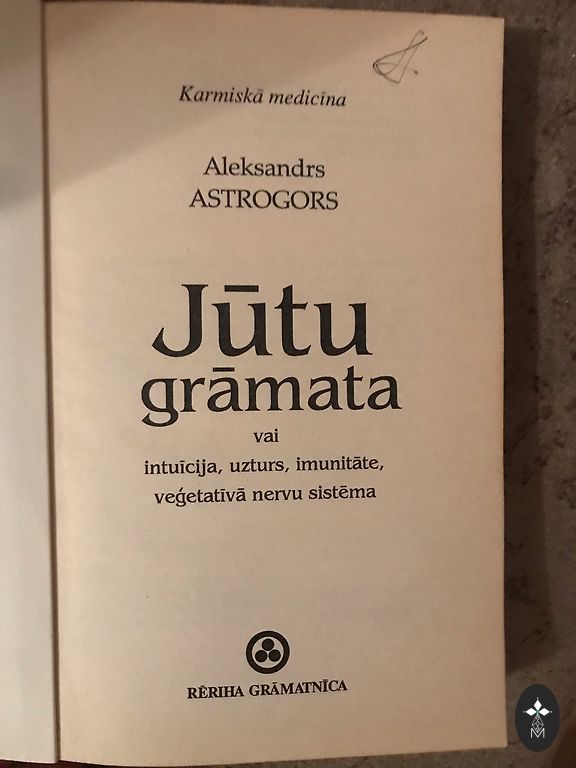 Karmiskā medicīna
Aleksandrs
ASTROGORS
Jūtu
grāmata
vai
intuīcija, uzturs, imunitāte,
veģetatīvā nervu sistēma
RĒRIHA GRĀMATNĪCA